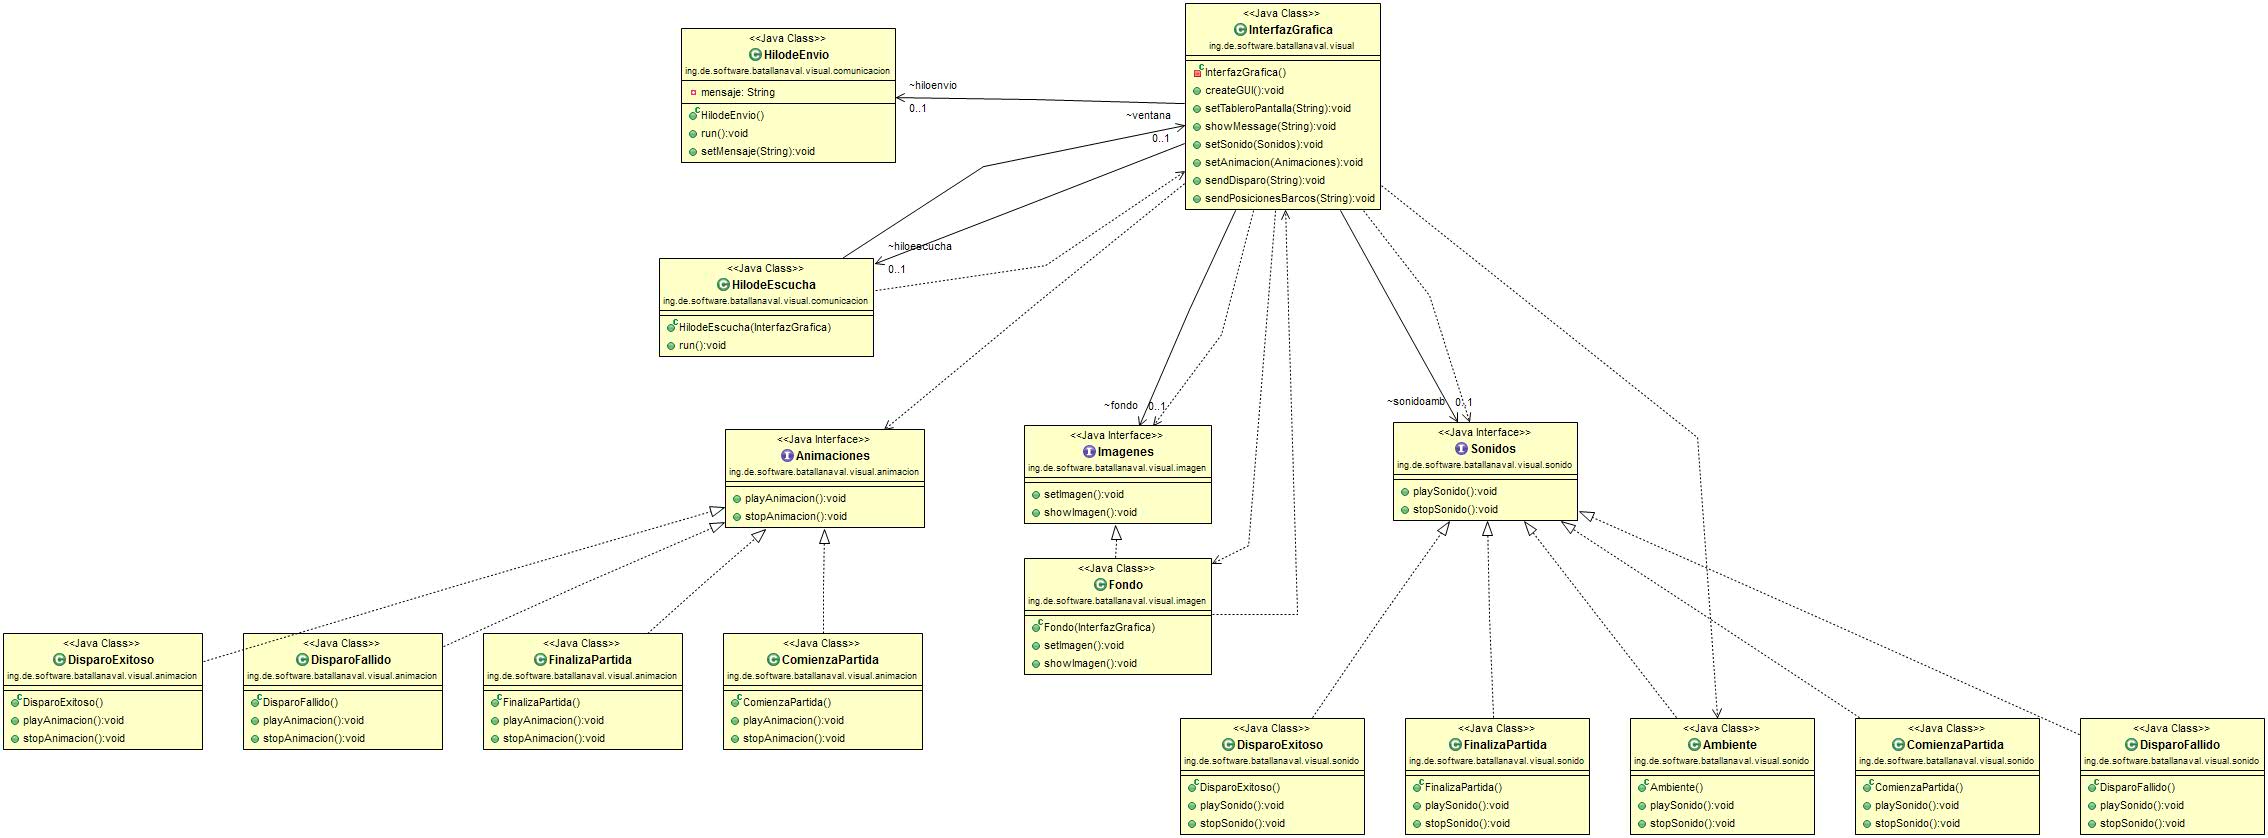 <<Java Class>>
InterfazGrafica
ing.de.software.batallanaval.visual
InterfazGrafica()
createGUI():void
setTableroPantalla(String):void
showMessage(String):void
setSonido(Sonidos):void
setAnimacion(Animaciones):void
sendDisparo(String):void
sendPosicionesBarcos(String):void
<<Java Class>>
HilodeEnvio
ing.de.software.batallanaval.visual.comunicacion
mensaje: String
HilodeEnvio()
run():void
setMensaje(String):void
~hiloenvio
0..1
~ventana
0..1
~hiloescucha
0..1
<<Java Class>>
HilodeEscucha
ing.de.software.batallanaval.visual.comunicacion
HilodeEscucha(InterfazGrafica)
run():void
~fondo
0..1
~sonidoamb
0..1
<<Java Interface>>
Animaciones
ing.de.software.batallanaval.visual.animacion
playAnimacion():void
stopAnimacion():void
<<Java Interface>>
Imagenes
ing.de.software.batallanaval.visual.imagen
setImagen():void
showImagen():void
<<Java Interface>>
Sonidos
ing.de.software.batallanaval.visual.sonido
playSonido():void
stopSonido():void
<<Java Class>>
Fondo
ing.de.software.batallanaval.visual.imagen
Fondo(InterfazGrafica)
setImagen():void
showImagen():void
<<Java Class>>
DisparoExitoso
ing.de.software.batallanaval.visual.animacion
DisparoExitoso()
playAnimacion():void
stopAnimacion():void
<<Java Class>>
DisparoFallido
ing.de.software.batallanaval.visual.animacion
DisparoFallido()
playAnimacion():void
stopAnimacion():void
<<Java Class>>
FinalizaPartida
ing.de.software.batallanaval.visual.animacion
FinalizaPartida()
playAnimacion():void
stopAnimacion():void
<<Java Class>>
ComienzaPartida
ing.de.software.batallanaval.visual.animacion
ComienzaPartida()
playAnimacion():void
stopAnimacion():void
<<Java Class>>
DisparoExitoso
ing.de.software.batallanaval.visual.sonido
DisparoExitoso()
playSonido():void
stopSonido():void
<<Java Class>>
FinalizaPartida
ing.de.software.batallanaval.visual.sonido
FinalizaPartida()
playSonido():void
stopSonido():void
<<Java Class>>
Ambiente
ing.de.software.batallanaval.visual.sonido
Ambiente()
playSonido():void
stopSonido():void
<<Java Class>>
ComienzaPartida
ing.de.software.batallanaval.visual.sonido
ComienzaPartida()
playSonido():void
stopSonido():void
<<Java Class>>
DisparoFallido
ing.de.software.batallanaval.visual.sonido
DisparoFallido()
playSonido():void
stopSonido():void